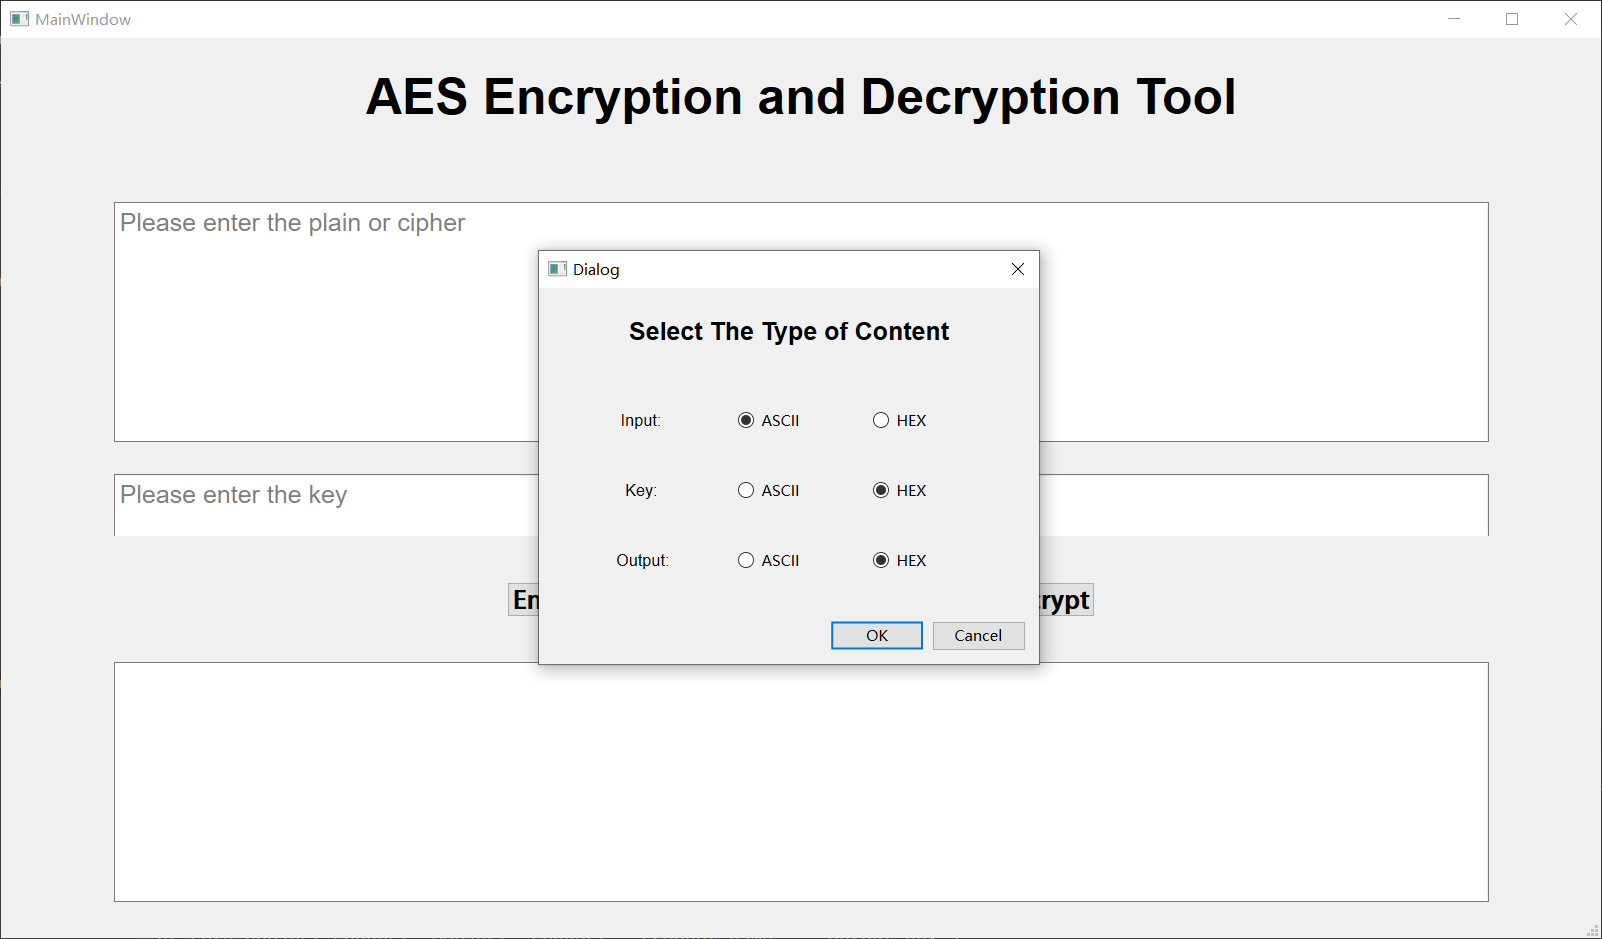 MainWindow
AES Encryption and Decryption Tool
Please enter the plain or cipher
Dialog
Select The Type of Content
Input: ASCII HEX
Key: ASCII HEX
Output: ASCII HEX
OK Cancel
Please enter the key
En
crypt